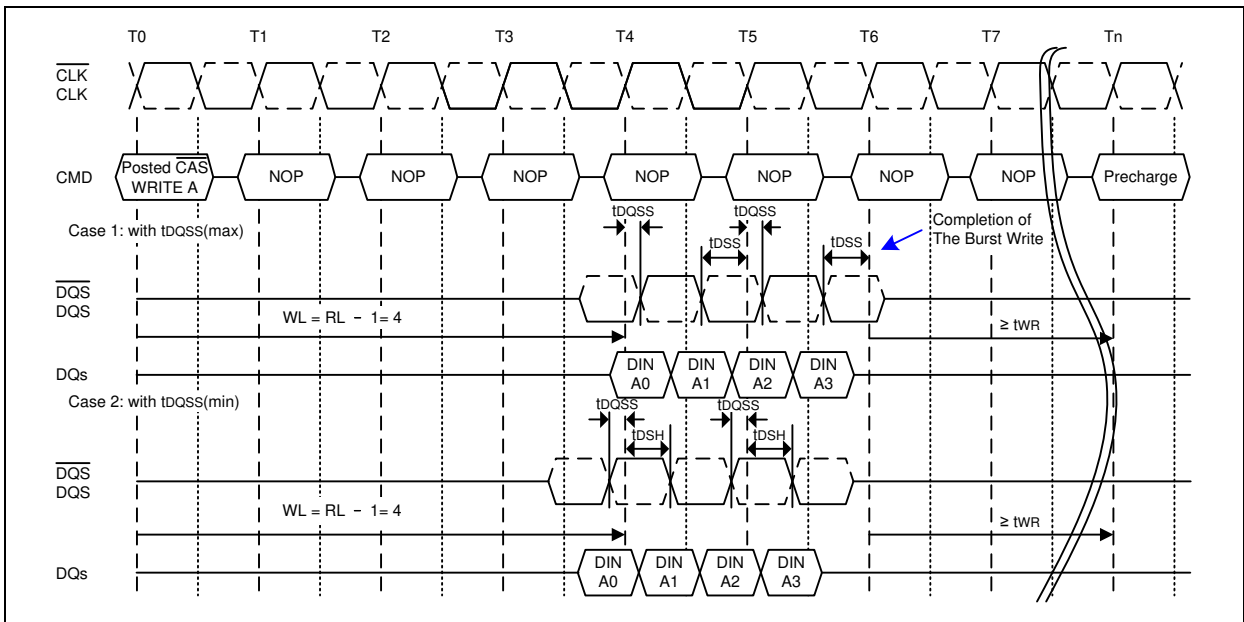 T0 T1 T2 T3 T4 T5 T6 T7 Tn
CLK
CLK
CMD
Posted CAS
WRITE A
NOP
NOP
NOP
NOP
NOP
NOP
NOP
Precharge
Case 1: with tDQSS(max)
tDQSS
tDQSS
tDSS
tDSS
Completion of
The Burst Write
DQS
DQS
WL = RL − 1= 4
≥ tWR
DQs
DIN
A0
DIN
A1
DIN
A2
DIN
A3
Case 2: with tDQSS(min)
tDQSS
tDQSS
tDSH
tDSH
DQS
DQS
WL = RL − 1= 4
≥ tWR
DQs
DIN
A0
DIN
A1
DIN
A2
DIN
A3